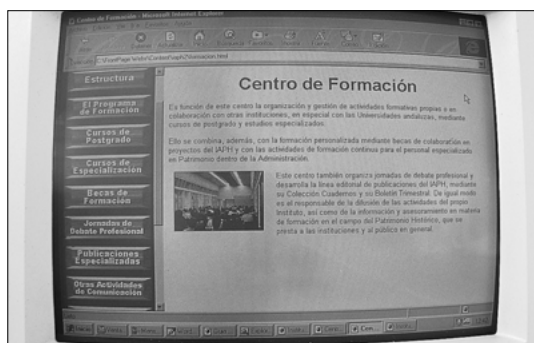 Centro de Formación - Microsoft Internet Explorer
Estructura
El Programa
de Formación
Cursos de
Postgrado
Cursos de
Especialización
Becas de
Formación
Jornadas de
Debate Profesional
Publicaciones
Especializadas
Otras Actividades
de Comunicación
Centro de Formación
Es función de este centro la organización y gestión de actividades formativas propias o en
colaboración con otras instituciones, en especial con las Universidades andaluzas, mediante
cursos de postgrado y estudios especializados.
Ello se combina, además, con la formación personalizada mediante becas de colaboración en
proyectos del IAPH y con las actividades de formación continua para el personal especializado
en Patrimonio dentro de la Administración.
Este centro también organiza jornadas de debate profesional y
desarrolla la línea editorial de publicaciones del IAPH, mediante
su Colección Cuadernos y su Boletín Trimestral. De igual modo
es el responsable de la difusión de las actividades del propio
Instituto, así como de la información y asesoramiento en materia
de formación en el campo del Patrimonio Histórico, que se
presta a las instituciones y al público en general.
Inicio